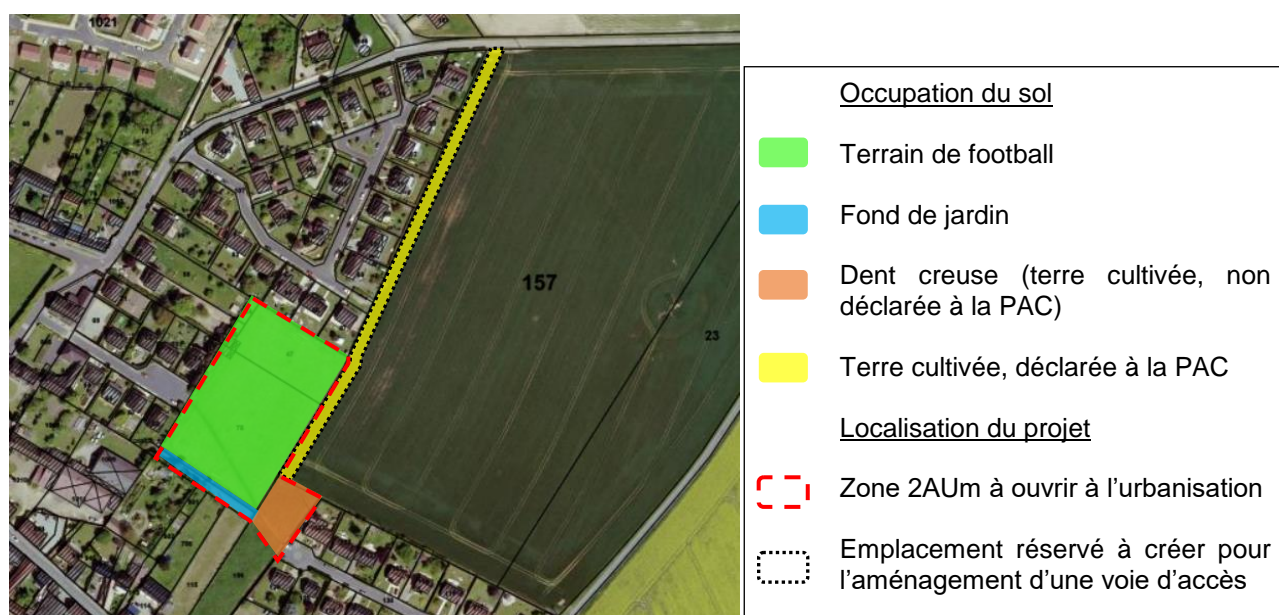 1021
157
23
Occupation du sol
Terrain de football
Fond de jardin
Dent creuse (terre cultivée, non
déclarée à la PAC)
Terre cultivée, déclarée à la PAC
Localisation du projet
Zone 2AUm à ouvrir à l’urbanisation
Emplacement réservé à créer pour
l’aménagement d’une voie d’accès